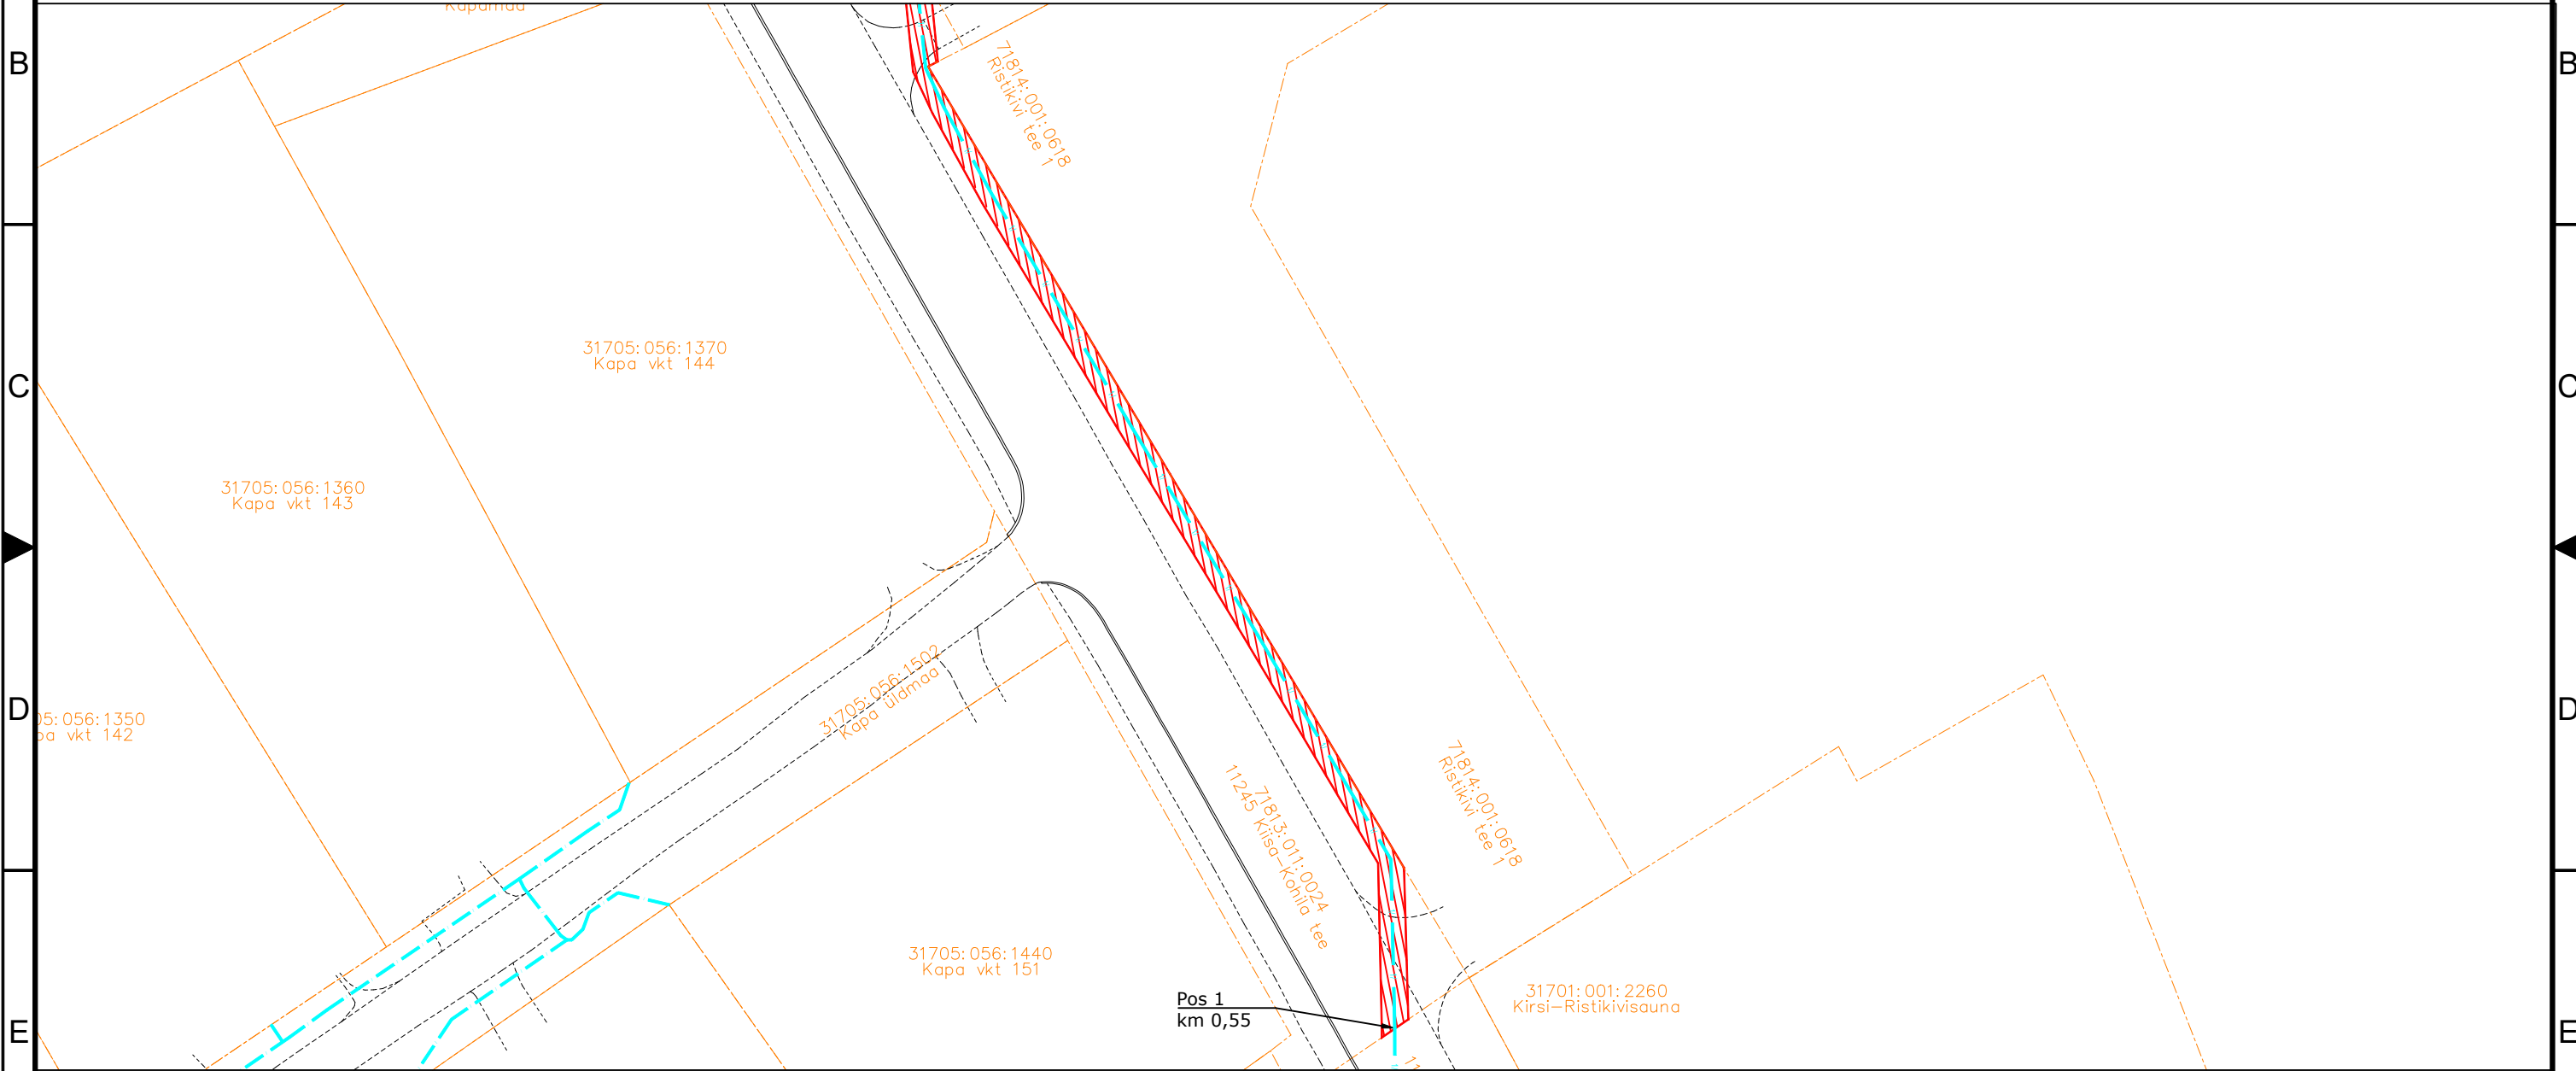 Kapamaa
B
B
71814:001:0618
Ristikivi tee 1
31705:056:1370
Kapa vkt 144
C
C
31705:056:1360
Kapa vkt 143
31705:056:1502
Kapa üldmaa
D
D
05:056:1350
pa vkt 142
71814:001:0618
Ristikivi tee 1
71813:011:0024
11245 Kiisa-Kohila tee
31705:056:1440
Kapa vkt 151
Pos 1
km 0,55
31701:001:2260
Kirsi-Ristikivisauna
E
E
11